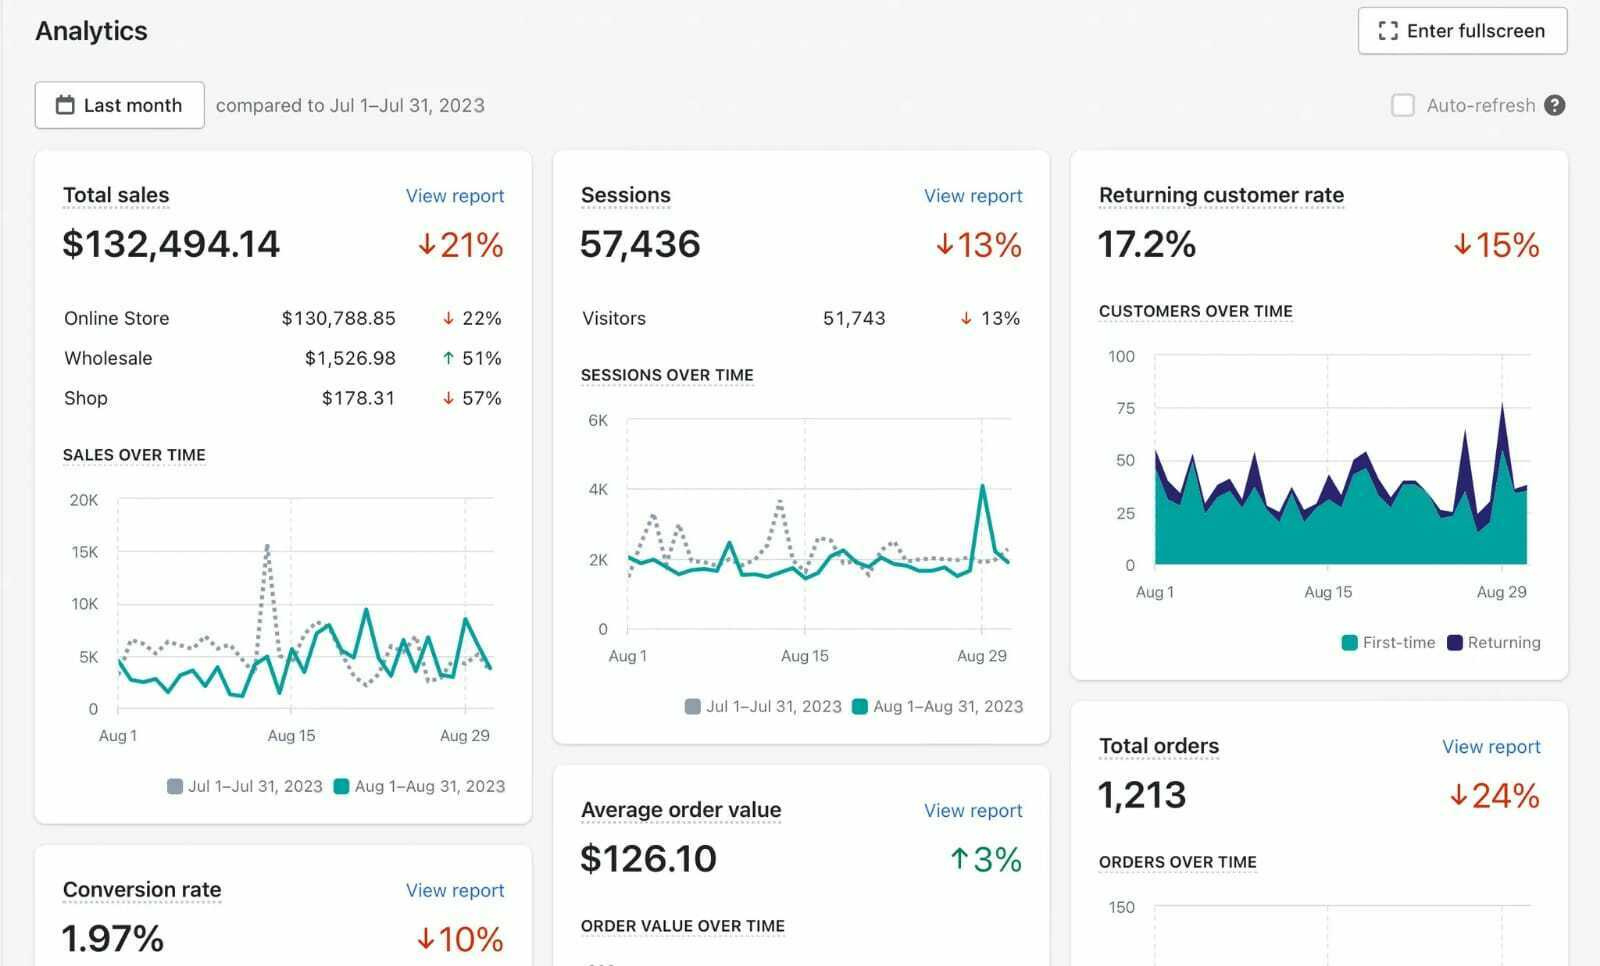 Analytics
Enter fullscreen
Last month compared to Jul 1–Jul 31, 2023
Auto-refresh ?
Total sales View report
$132,494.14 ↓21%
Online Store $130,788.85 ↓ 22%
Wholesale $1,526.98 ↑ 51%
Shop $178.31 ↓ 57%
SALES OVER TIME
20K
15K
10K
5K
0
Aug 1 Aug 15 Aug 29
Jul 1–Jul 31, 2023 Aug 1–Aug 31, 2023
Conversion rate View report
1.97% ↓10%
Sessions View report
57,436 ↓13%
Visitors 51,743 ↓ 13%
SESSIONS OVER TIME
6K
4K
2K
0
Aug 1 Aug 15 Aug 29
Jul 1–Jul 31, 2023 Aug 1–Aug 31, 2023
Average order value View report
$126.10 ↑3%
ORDER VALUE OVER TIME
Returning customer rate
17.2% ↓15%
CUSTOMERS OVER TIME
100
75
50
25
0
Aug 1 Aug 15 Aug 29
First-time Returning
Total orders View report
1,213 ↓24%
ORDERS OVER TIME
150